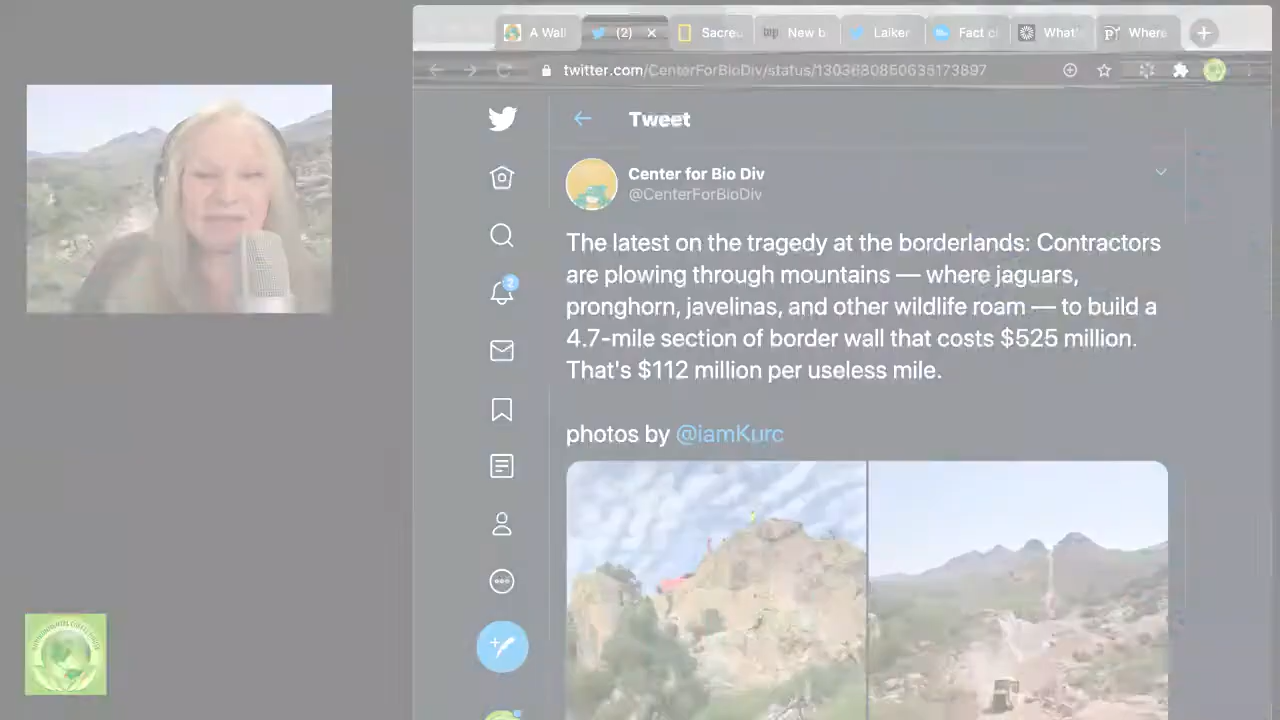 A Wall
(2)
Sacred
New b
Lalker
Fact c
What'
Where
twitter.com/CenterForBioDiv/status/1303680850635173897
Tweet
Center for Bio Div
@CenterForBioDiv
The latest on the tragedy at the borderlands: Contractors
are plowing through mountains — where jaguars,
pronghorn, javelinas, and other wildlife roam — to build a
4.7-mile section of border wall that costs $525 million.
That's $112 million per useless mile.
photos by @iamKurc
2